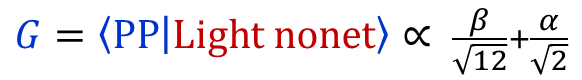 G = ⟨PP|Light nonet⟩ ∝ β/√12 + α/√2